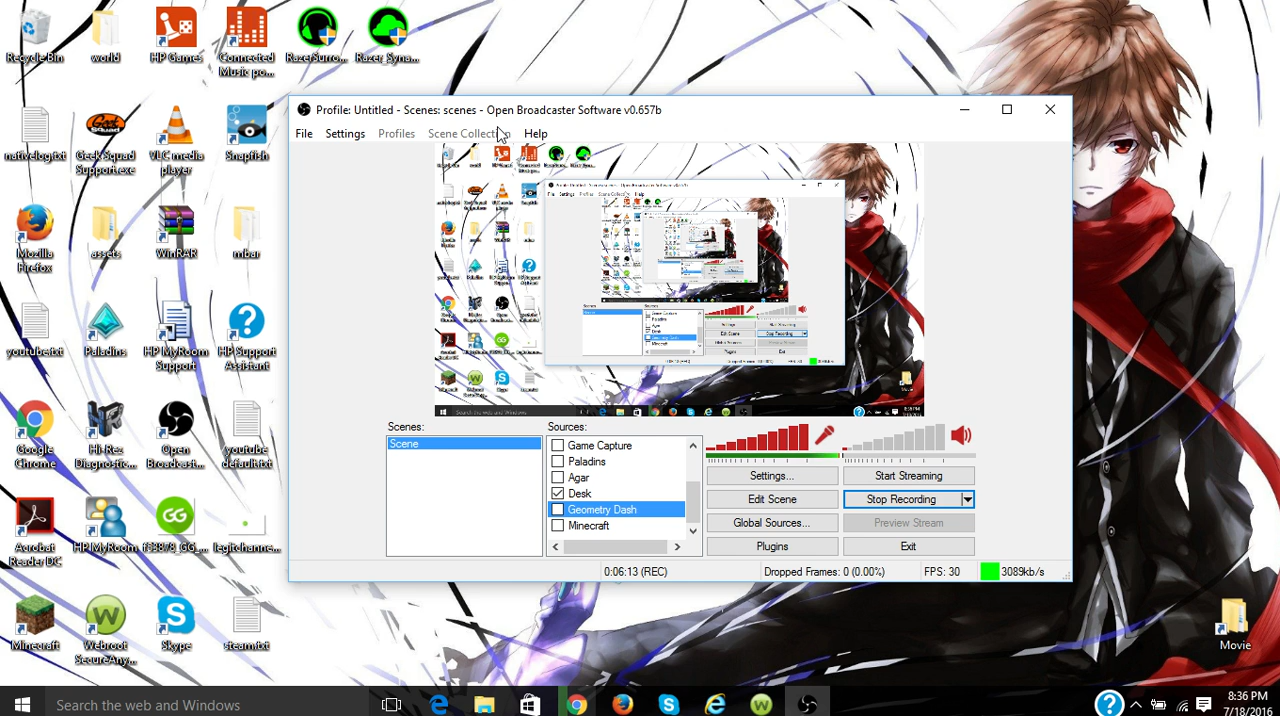 Recycle Bin
world
HP Games
Connected Music po...
RazerSurro...
Razer_Syna...
nativelog.txt
Geek Squad Support.exe
VLC media player
Snapfish
Mozilla Firefox
assets
WinRAR
mbar
youtube.txt
Paladins
HP MyRoom Support
HP Support Assistant
Google Chrome
Hi-Rez Diagnostic...
Open Broadcast...
youtube default.txt
Acrobat Reader DC
HP MyRoom
f33878_GG_...
legitchanne...
Minecraft
Webroot SecureAny...
Skype
steam.txt
Movie
Profile: Untitled - Scenes: scenes - Open Broadcaster Software v0.657b
File Settings Profiles Scene Collection Help
Scenes:
Scene
Sources:
Game Capture
Paladins
Agar
Desk
Geometry Dash
Minecraft
Settings... Start Streaming
Edit Scene Stop Recording
Global Sources... Preview Stream
Plugins Exit
0:06:13 (REC) Dropped Frames: 0 (0.00%) FPS: 30 3089kb/s
Search the web and Windows
8:36 PM
7/18/2016